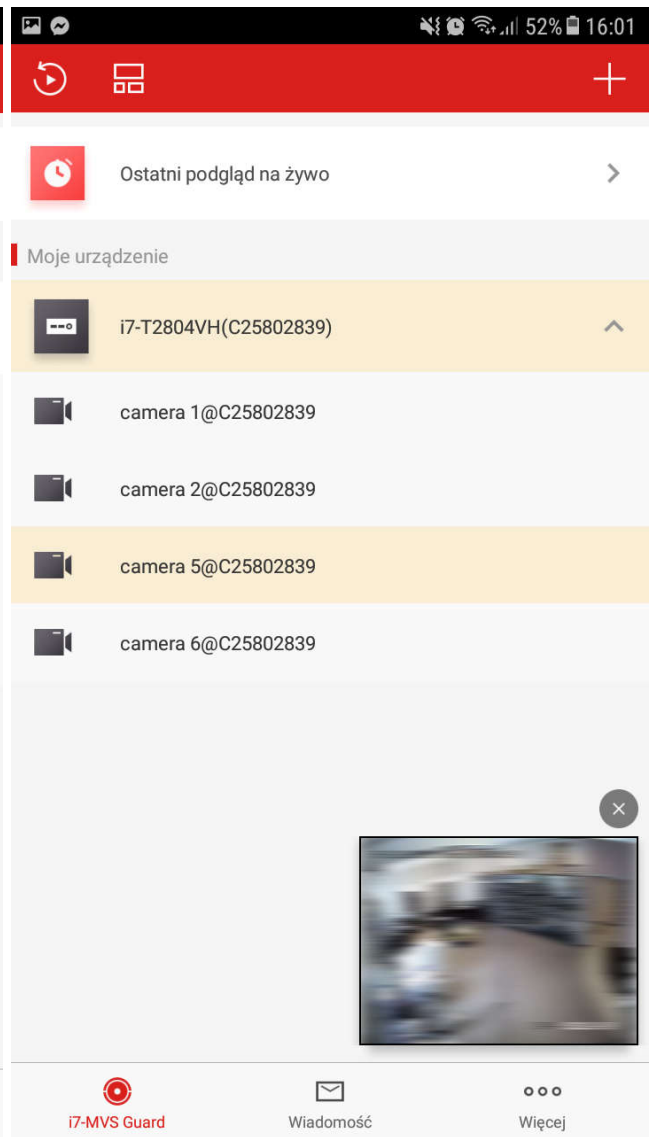 52% 16:01
Ostatni podgląd na żywo
Moje urządzenie
i7-T2804VH(C25802839)
camera 1@C25802839
camera 2@C25802839
camera 5@C25802839
camera 6@C25802839
i7-MVS Guard Wiadomość Więcej